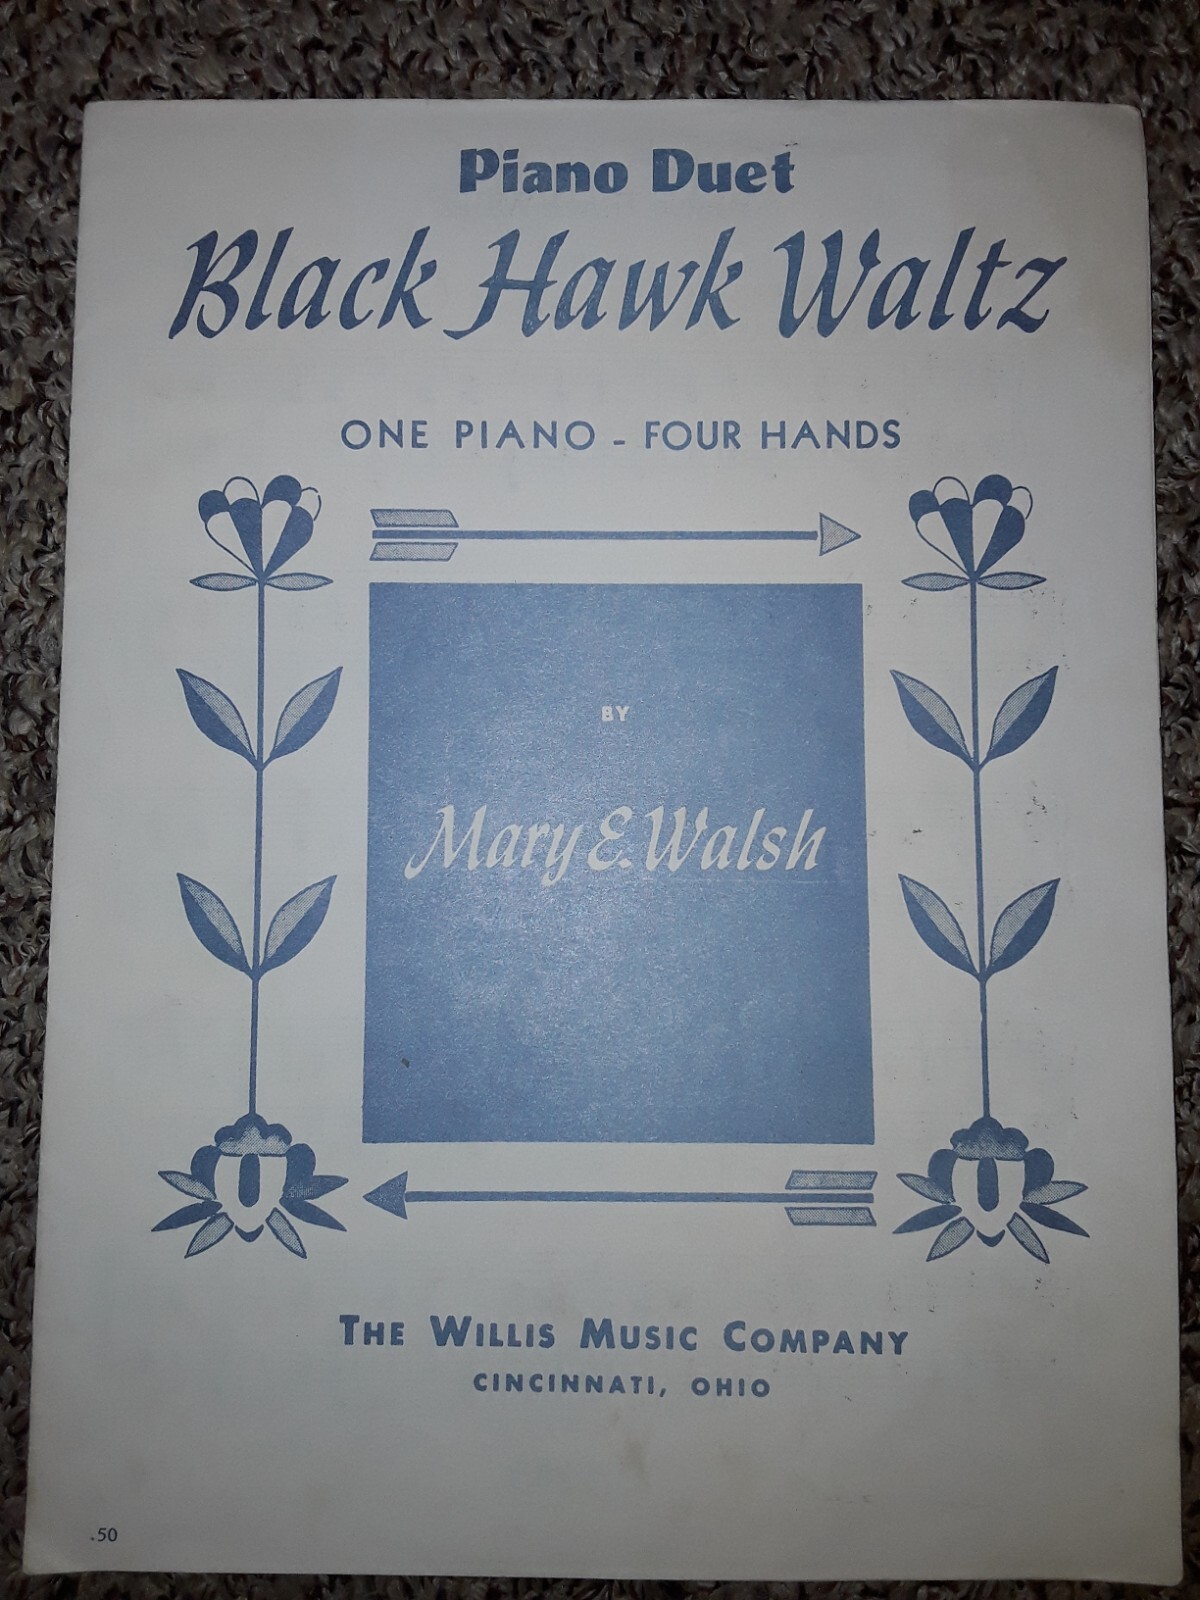 Piano Duet
Black Hawk Waltz
ONE PIANO - FOUR HANDS
BY
Mary E. Walsh
THE WILLIS MUSIC COMPANY
CINCINNATI, OHIO
.50